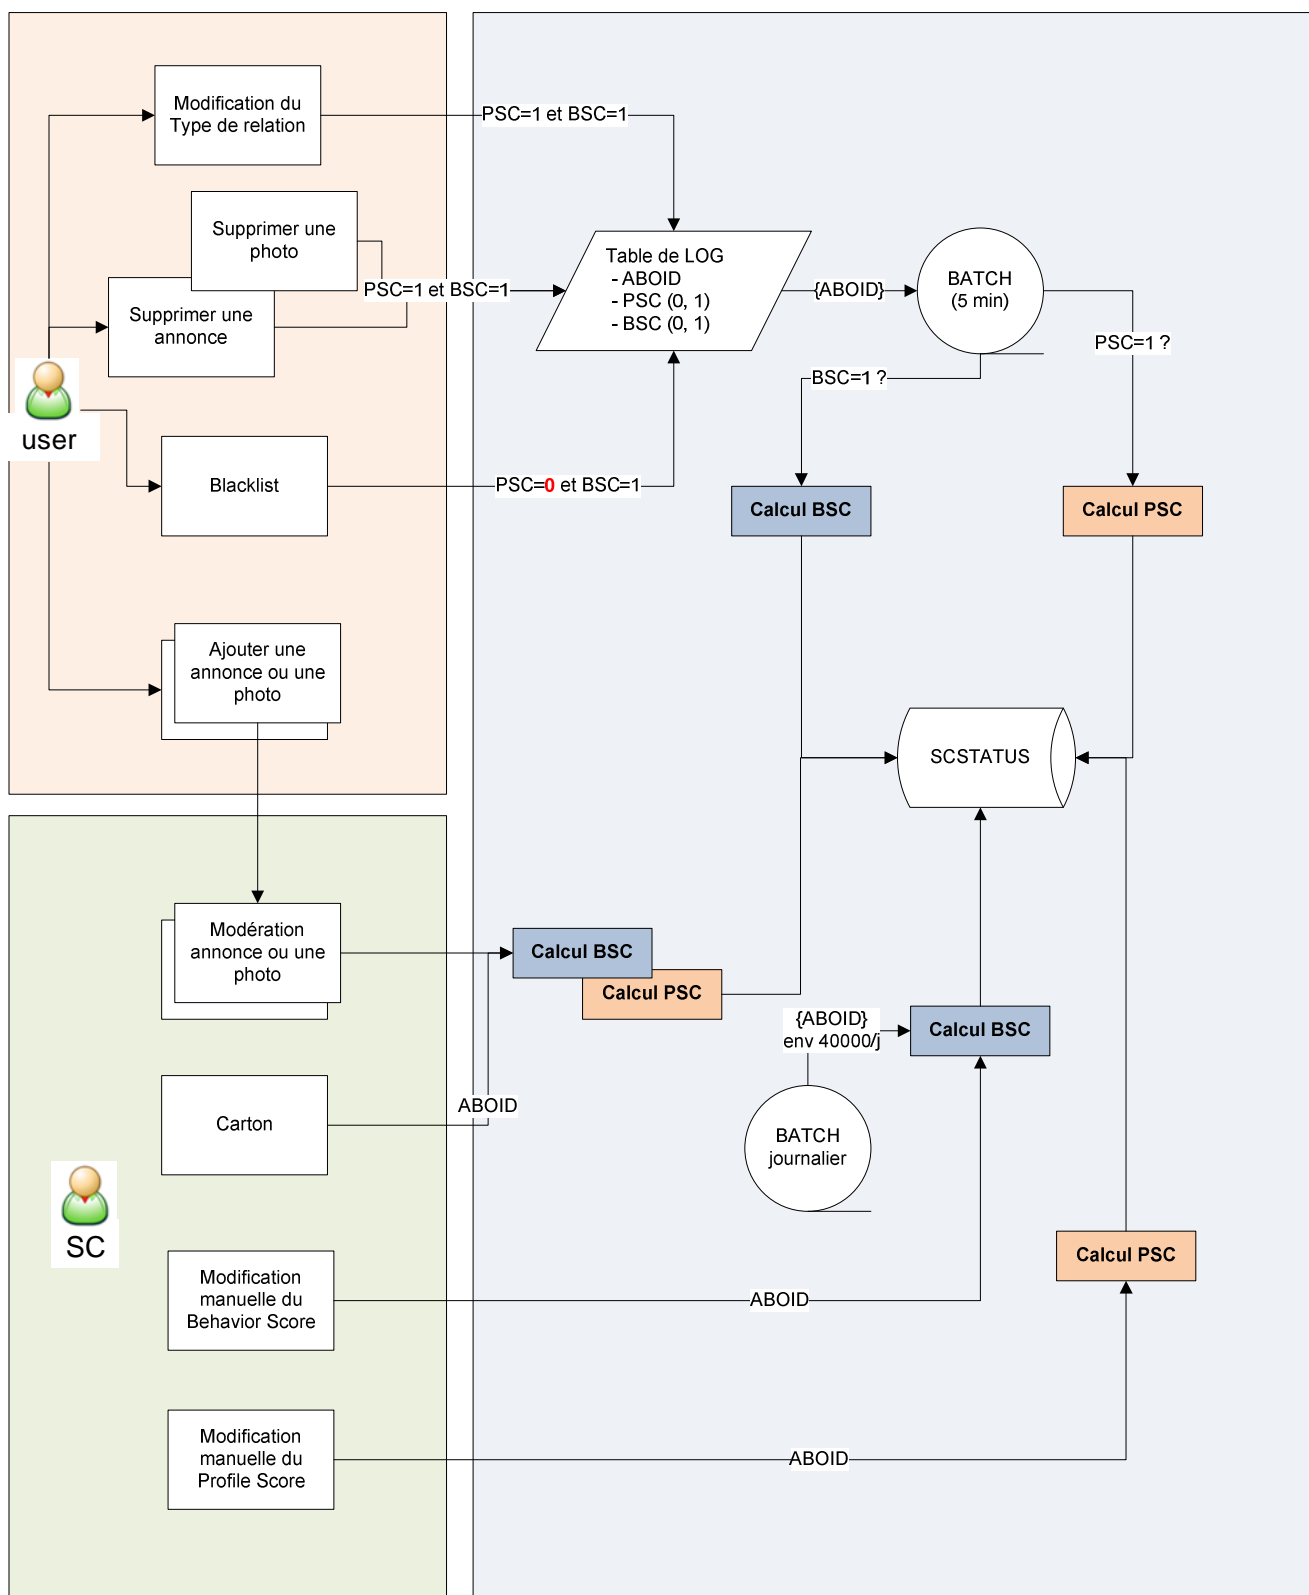 Modification du
Type de relation
PSC=1 et BSC=1
Supprimer une
photo
Supprimer une
annonce
PSC=1 et BSC=1
Table de LOG
- ABOID
- PSC (0, 1)
- BSC (0, 1)
{ABOID}
BATCH
(5 min)
PSC=1 ?
BSC=1 ?
user
Blacklist
PSC=0 et BSC=1
Calcul BSC
Calcul PSC
Ajouter une
annonce ou une
photo
SCSTATUS
Modération
annonce ou une
photo
Calcul BSC
Calcul PSC
{ABOID}
env 40000/j
Calcul BSC
Carton
ABOID
BATCH
journalier
SC
Calcul PSC
Modification
manuelle du
Behavior Score
ABOID
Modification
manuelle du
Profile Score
ABOID